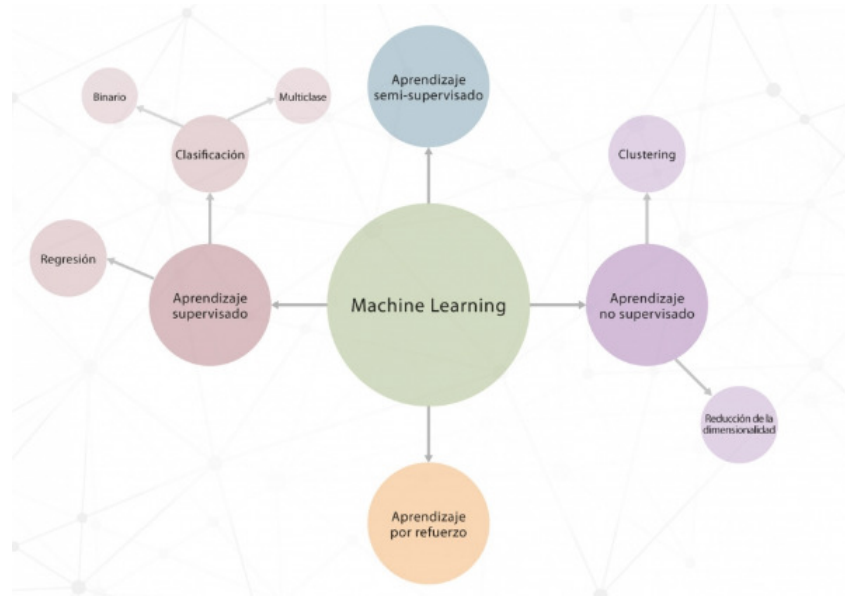 Aprendizaje
semi-supervisado
Binario
Multiclase
Clasificación
Clustering
Regresión
Aprendizaje
supervisado
Machine Learning
Aprendizaje
no supervisado
Reducción de la
dimensionalidad
Aprendizaje
por refuerzo